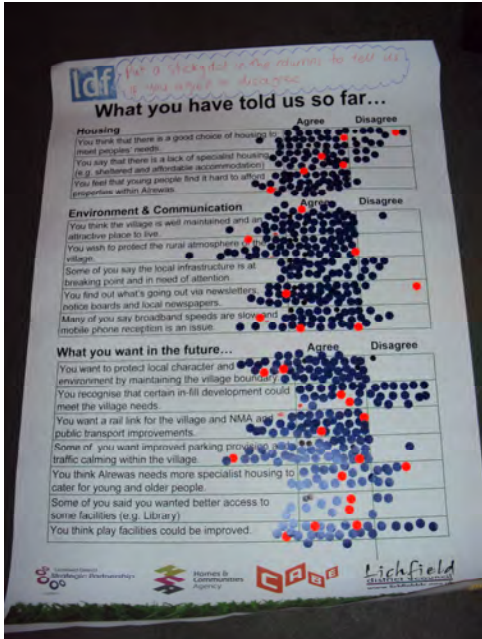 ldf
Put a sticky dot in the columns to tell us
if you agree or disagree
What you have told us so far...
Agree Disagree
Housing
You think that there is a good choice of housing to
meet peoples' needs.
You say that there is a lack of specialist housing
(e.g. sheltered and affordable accommodation)
You feel that young people find it hard to afford
properties within Alrewas.
Environment & Communication Agree Disagree
You think the village is well maintained and an
attractive place to live.
You wish to protect the rural atmosphere of the
village.
Some of you say the local infrastructure is at
breaking point and in need of attention.
You find out what's going out via newsletters,
notice boards and local newspapers.
Many of you say broadband speeds are slow and
mobile phone reception is an issue.
What you want in the future... Agree Disagree
You want to protect local character and
environment by maintaining the village boundary.
You recognise that certain in-fill development could
meet the village needs.
You want a rail link for the village and NMA and
public transport improvements.
Some of you want improved parking provision and
traffic calming within the village.
You think Alrewas needs more specialist housing to
cater for young and older people.
Some of you said you wanted better access to
some facilities (e.g. Library)
You think play facilities could be improved.
Strategic Partnership
Homes &
Communities
Agency
CABE
Lichfield
district council